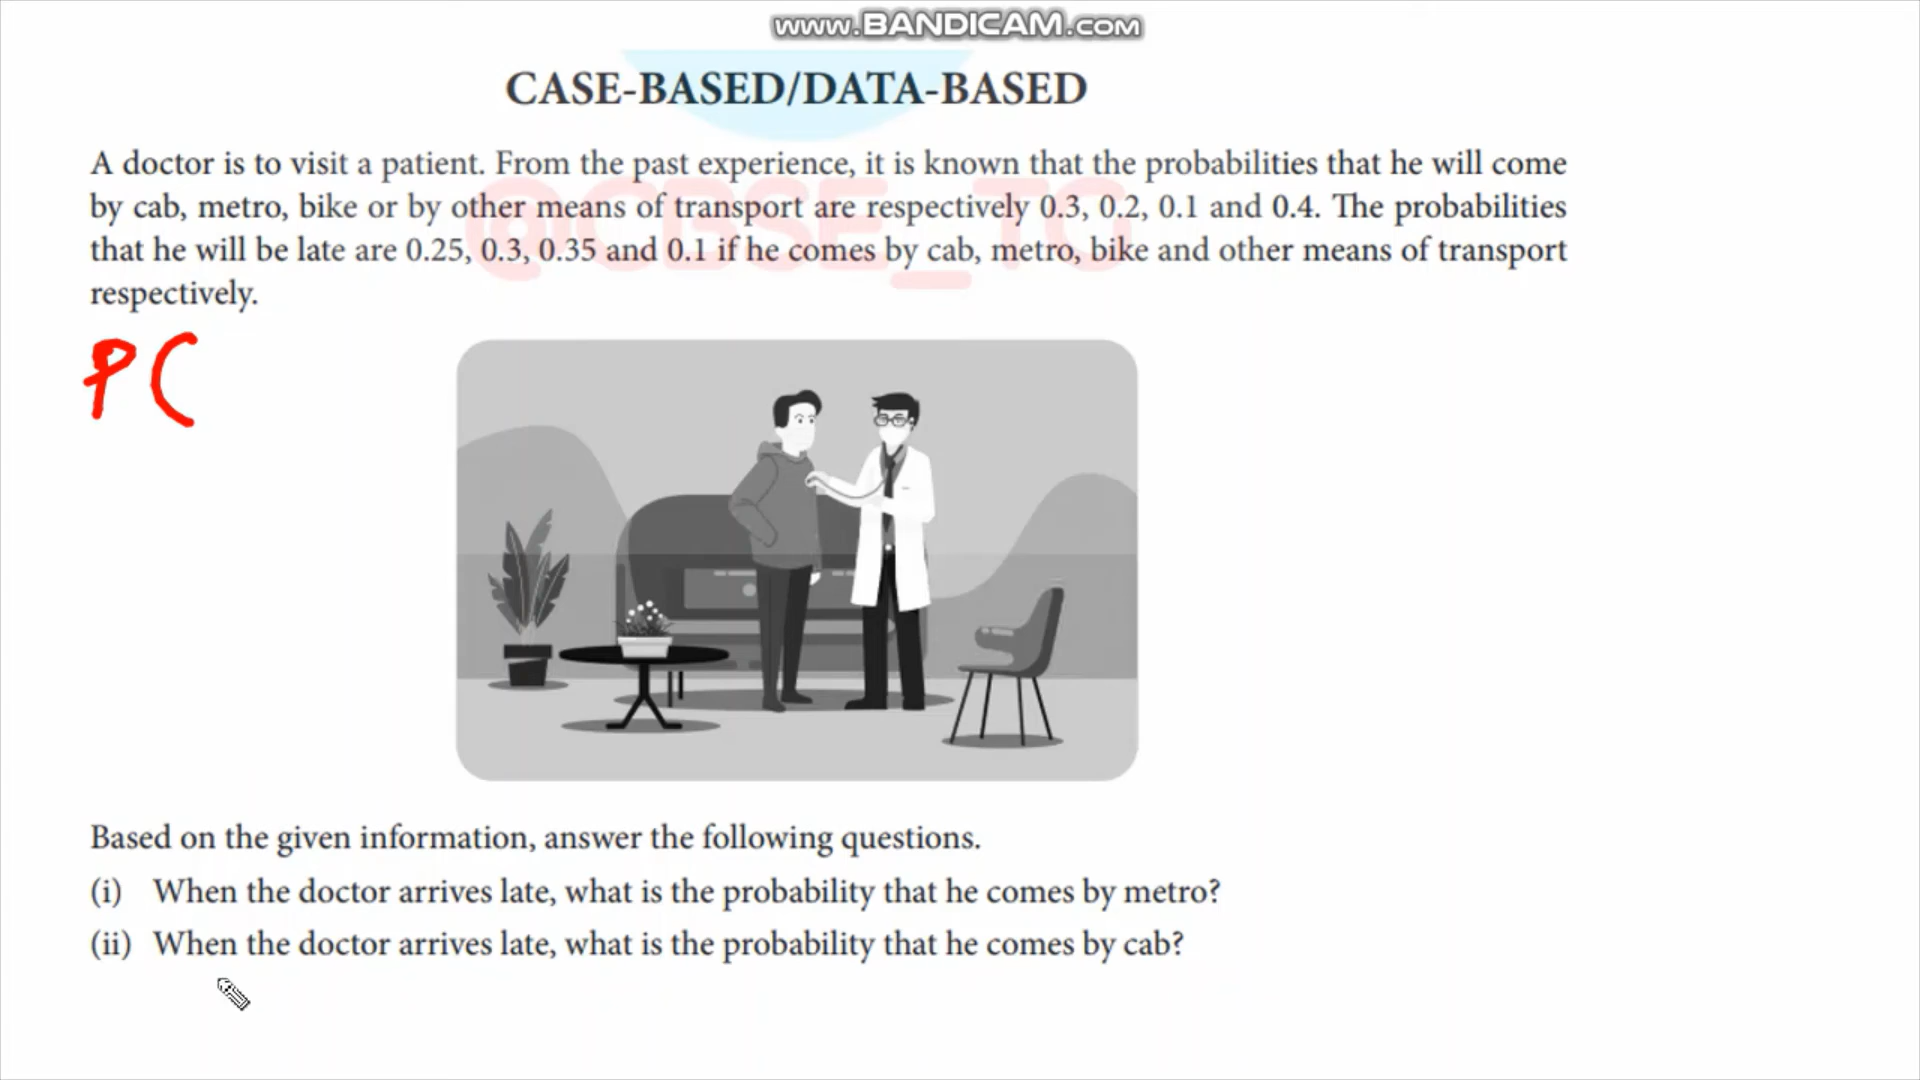 www.BANDICAM.com
CASE-BASED/DATA-BASED
A doctor is to visit a patient. From the past experience, it is known that the probabilities that he will come
by cab, metro, bike or by other means of transport are respectively 0.3, 0.2, 0.1 and 0.4. The probabilities
that he will be late are 0.25, 0.3, 0.35 and 0.1 if he comes by cab, metro, bike and other means of transport
respectively.
@CBSE_TG
P(
Based on the given information, answer the following questions.
(i) When the doctor arrives late, what is the probability that he comes by metro?
(ii) When the doctor arrives late, what is the probability that he comes by cab?